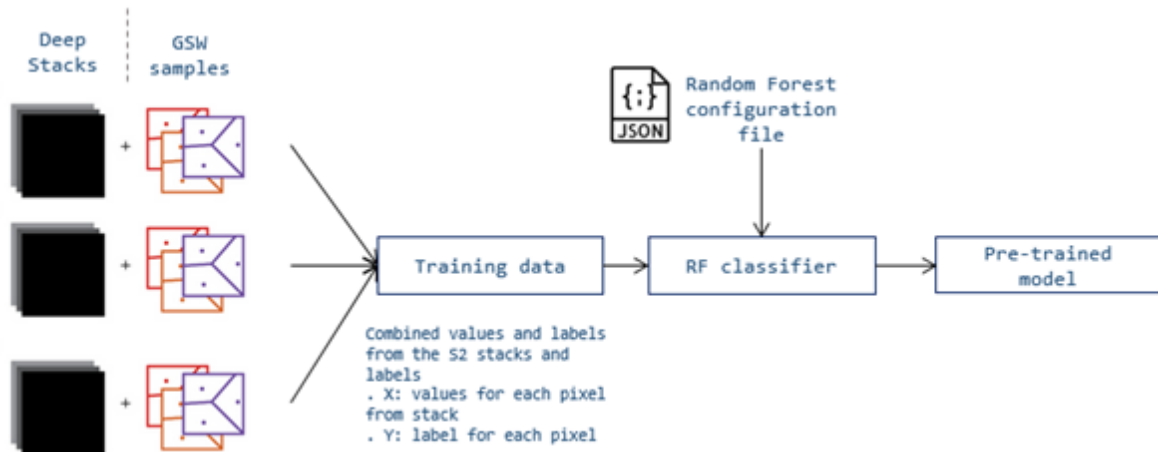 Deep
Stacks
GSW
samples
+
+
+
{;}
JSON
Random Forest
configuration
file
Training data
RF classifier
Pre-trained
model
Combined values and labels
from the S2 stacks and
labels
. X: values for each pixel
from stack
. Y: label for each pixel